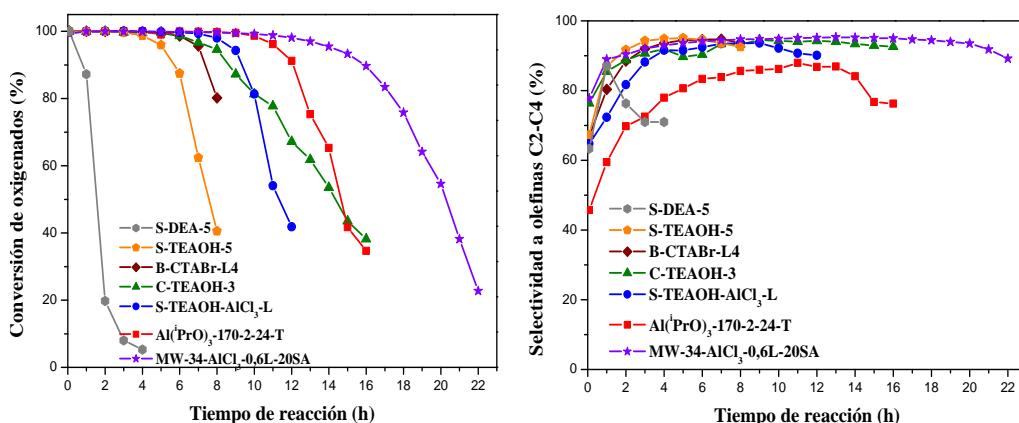 Conversión de oxigenados (%)
100
80
60
40
20
0
S-DEA-5
S-TEAOH-5
B-CTABr-L4
C-TEAOH-3
S-TEAOH-AlCl₃-L
Al(ⁱPrO)₃-170-2-24-T
MW-34-AlCl₃-0,6L-20SA
0 2 4 6 8 10 12 14 16 18 20 22
Tiempo de reacción (h)
Selectividad a olefinas C2-C4 (%)
100
80
60
40
20
0
S-DEA-5
S-TEAOH-5
B-CTABr-L4
C-TEAOH-3
S-TEAOH-AlCl₃-L
Al(ⁱPrO)₃-170-2-24-T
MW-34-AlCl₃-0,6L-20SA
0 2 4 6 8 10 12 14 16 18 20 22
Tiempo de reacción (h)